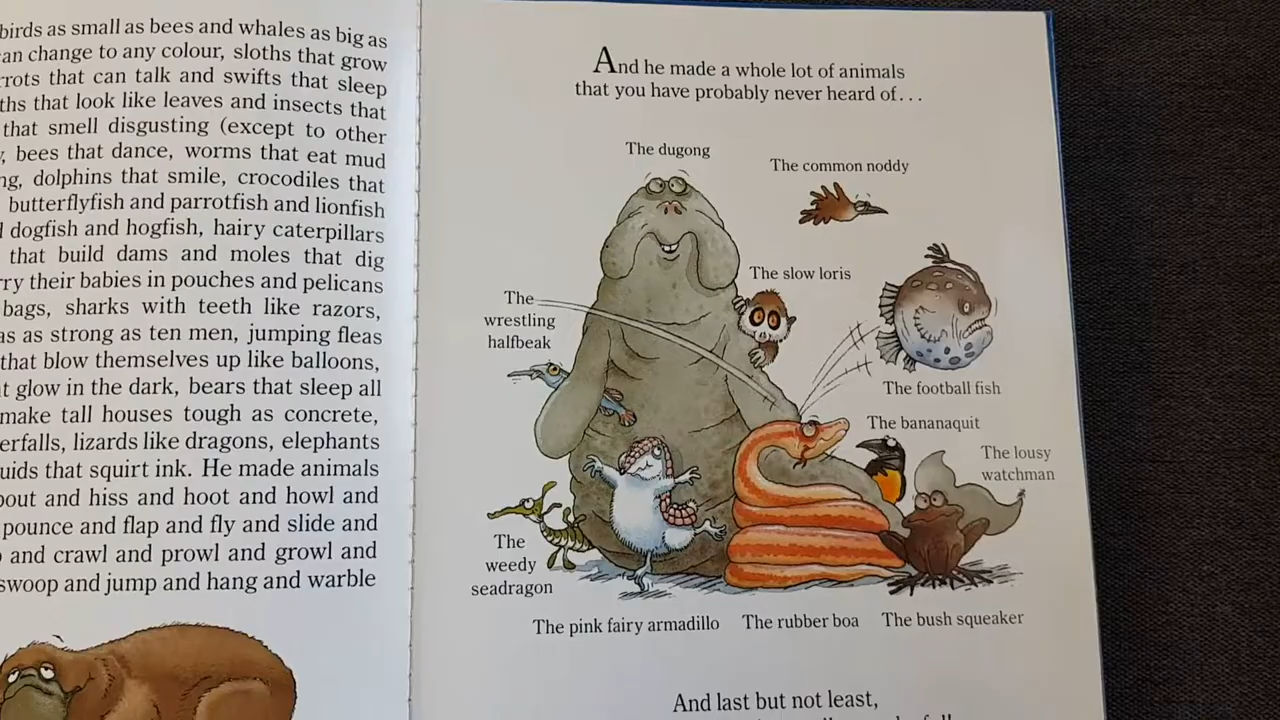 birds as small as bees and whales as big as
can change to any colour, sloths that grow
that can talk and swifts that sleep
that look like leaves and insects that
that smell disgusting (except to other
bees that dance, worms that eat mud
dolphins that smile, crocodiles that
butterflyfish and parrotfish and lionfish
dogfish and hogfish, hairy caterpillars
that build dams and moles that dig
their babies in pouches and pelicans
bags, sharks with teeth like razors,
as strong as ten men, jumping fleas
that blow themselves up like balloons,
glow in the dark, bears that sleep all
make tall houses tough as concrete,
lizards like dragons, elephants
that squirt ink. He made animals
and hiss and hoot and howl and
pounce and flap and fly and slide and
and crawl and prowl and growl and
swoop and jump and hang and warble
And he made a whole lot of animals
that you have probably never heard of...
The dugong
The common noddy
The slow loris
The
wrestling
halfbeak
The football fish
The bananaquit
The lousy
watchman
The
weedy
seadragon
The pink fairy armadillo
The rubber boa
The bush squeaker
And last but not least,